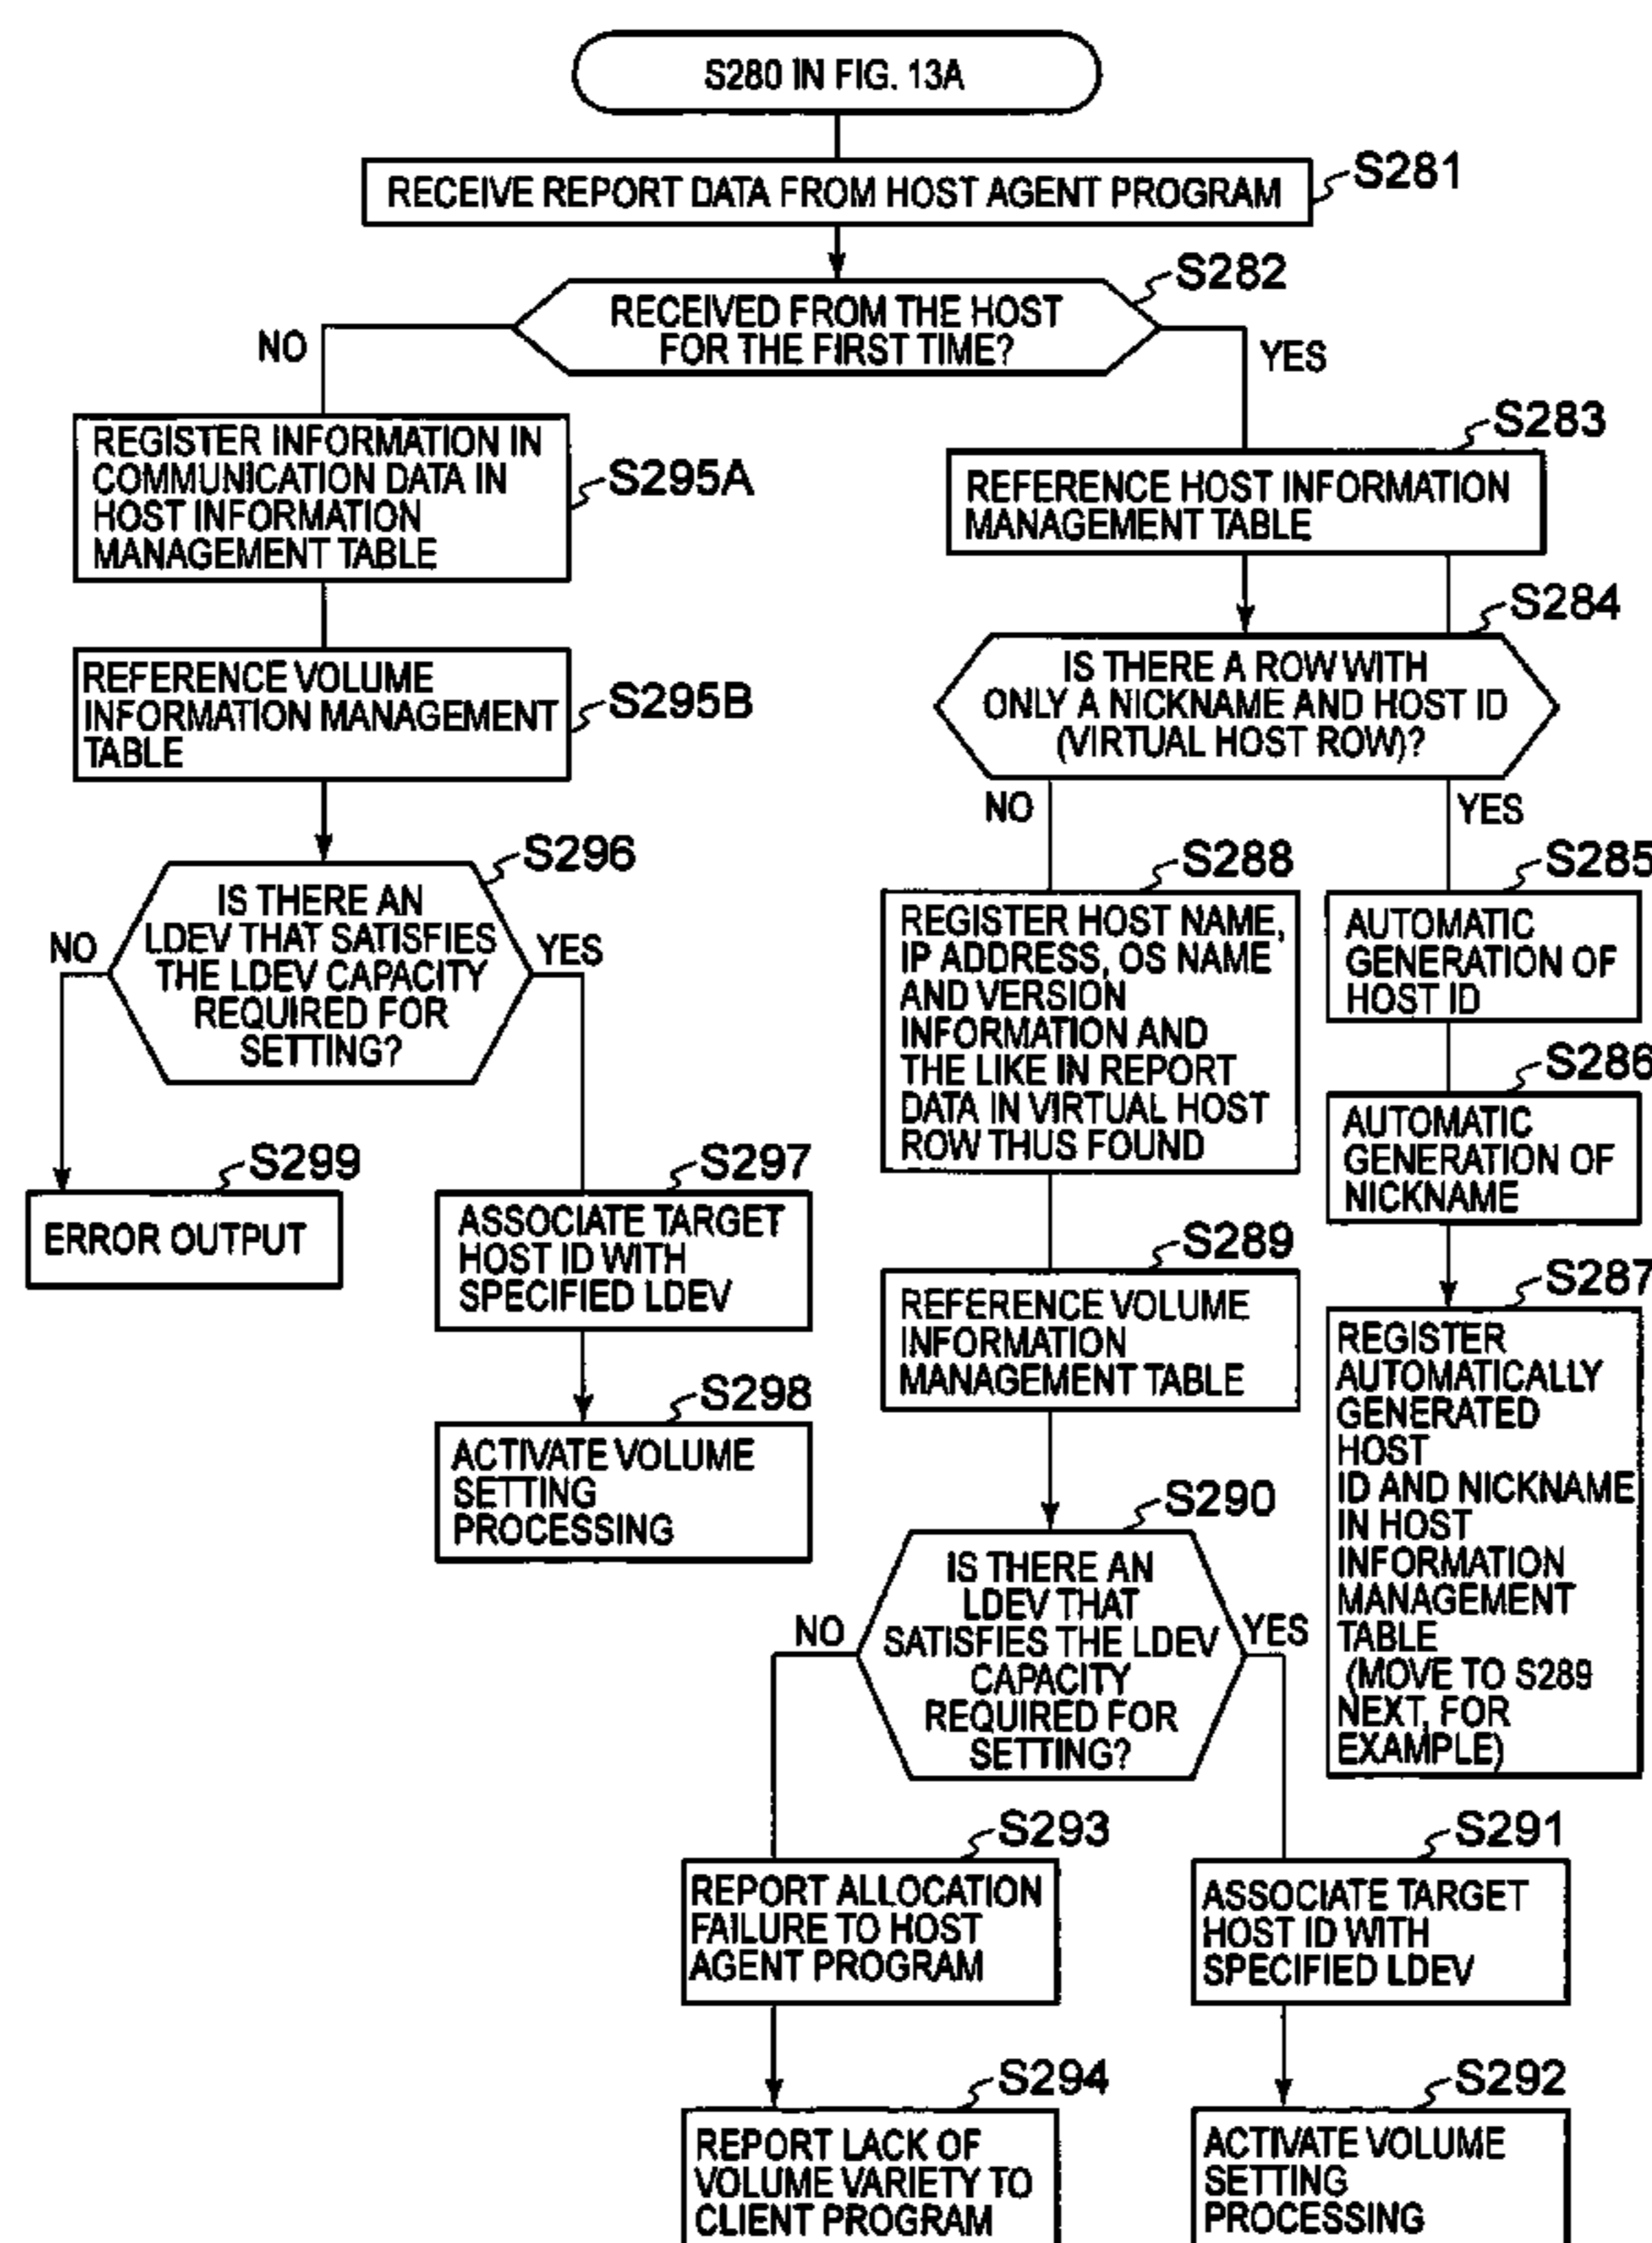 S280 IN FIG. 13A
RECEIVE REPORT DATA FROM HOST AGENT PROGRAM
S281
RECEIVED FROM THE HOST
FOR THE FIRST TIME?
S282
NO
YES
REGISTER INFORMATION IN
COMMUNICATION DATA IN
HOST INFORMATION
MANAGEMENT TABLE
S295A
REFERENCE HOST INFORMATION
MANAGEMENT TABLE
S283
REFERENCE VOLUME
INFORMATION MANAGEMENT
TABLE
S295B
IS THERE A ROW WITH
ONLY A NICKNAME AND HOST ID
(VIRTUAL HOST ROW)?
S284
NO
YES
IS THERE AN
LDEV THAT SATISFIES
THE LDEV CAPACITY
REQUIRED FOR
SETTING?
S296
NO
YES
REGISTER HOST NAME,
IP ADDRESS, OS NAME
AND VERSION
INFORMATION AND
THE LIKE IN REPORT
DATA IN VIRTUAL HOST
ROW THUS FOUND
S288
AUTOMATIC
GENERATION OF
HOST ID
S285
AUTOMATIC
GENERATION OF
NICKNAME
S286
ERROR OUTPUT
S299
ASSOCIATE TARGET
HOST ID WITH
SPECIFIED LDEV
S297
REFERENCE VOLUME
INFORMATION
MANAGEMENT TABLE
S289
REGISTER
AUTOMATICALLY
GENERATED
HOST
ID AND NICKNAME
IN HOST
INFORMATION
MANAGEMENT
TABLE
(MOVE TO S289
NEXT, FOR
EXAMPLE)
S287
ACTIVATE VOLUME
SETTING
PROCESSING
S298
IS THERE AN
LDEV THAT
SATISFIES THE LDEV
CAPACITY
REQUIRED FOR
SETTING?
S290
NO
YES
REPORT ALLOCATION
FAILURE TO HOST
AGENT PROGRAM
S293
ASSOCIATE TARGET
HOST ID WITH
SPECIFIED LDEV
S291
REPORT LACK OF
VOLUME VARIETY TO
CLIENT PROGRAM
S294
ACTIVATE VOLUME
SETTING
PROCESSING
S292